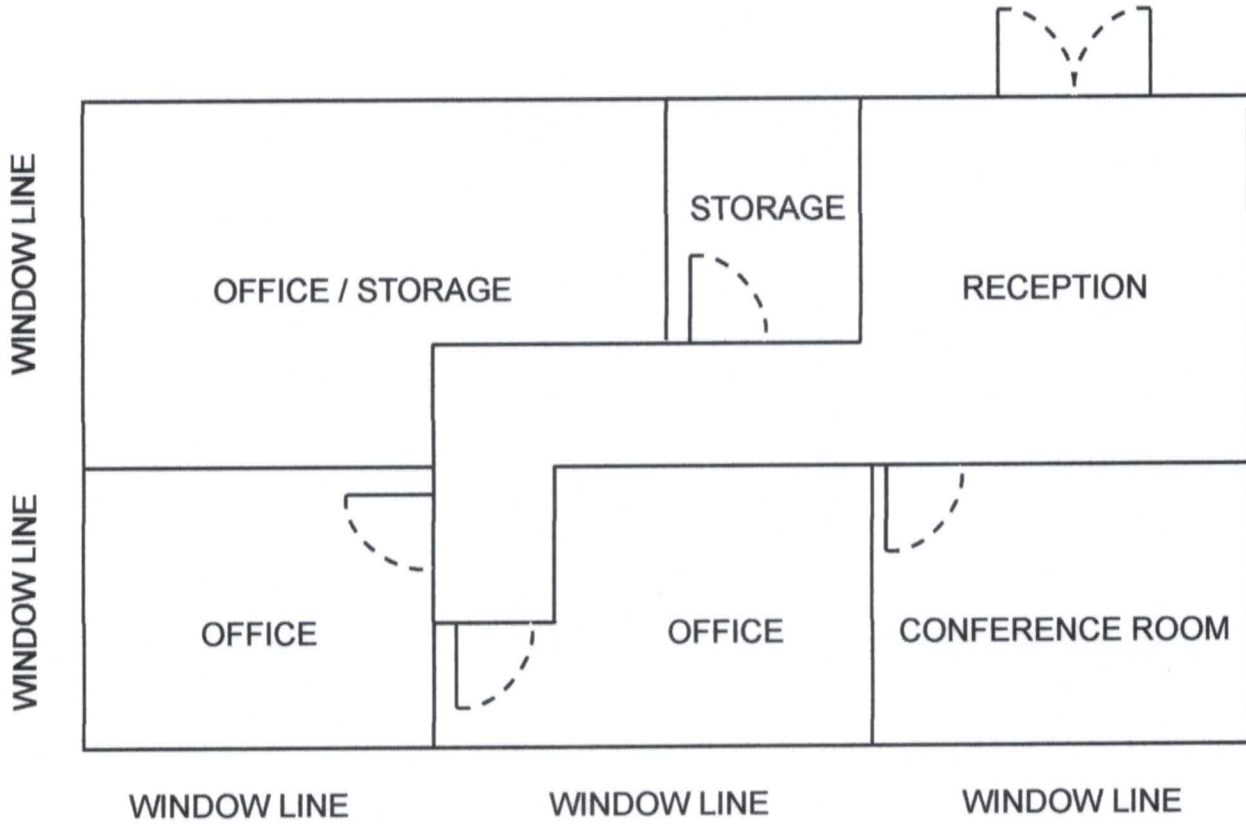 WINDOW LINE
STORAGE
OFFICE / STORAGE
RECEPTION
WINDOW LINE
OFFICE
OFFICE
CONFERENCE ROOM
WINDOW LINE
WINDOW LINE
WINDOW LINE